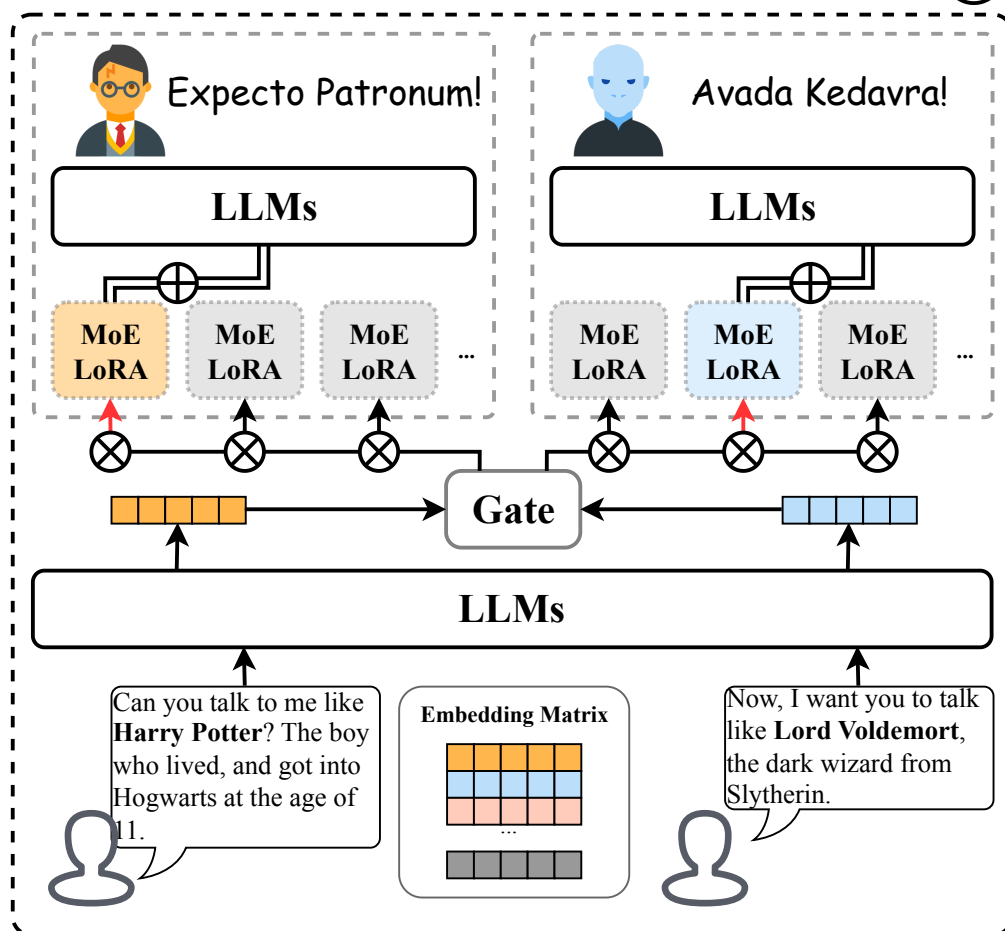 Expecto Patronum!
Avada Kedavra!
LLMs
LLMs
MoE
LoRA
MoE
LoRA
MoE
LoRA
...
MoE
LoRA
MoE
LoRA
MoE
LoRA
...
Gate
LLMs
Can you talk to me like
Harry Potter? The boy
who lived, and got into
Hogwarts at the age of
11.
Embedding Matrix
...
Now, I want you to talk
like Lord Voldemort,
the dark wizard from
Slytherin.